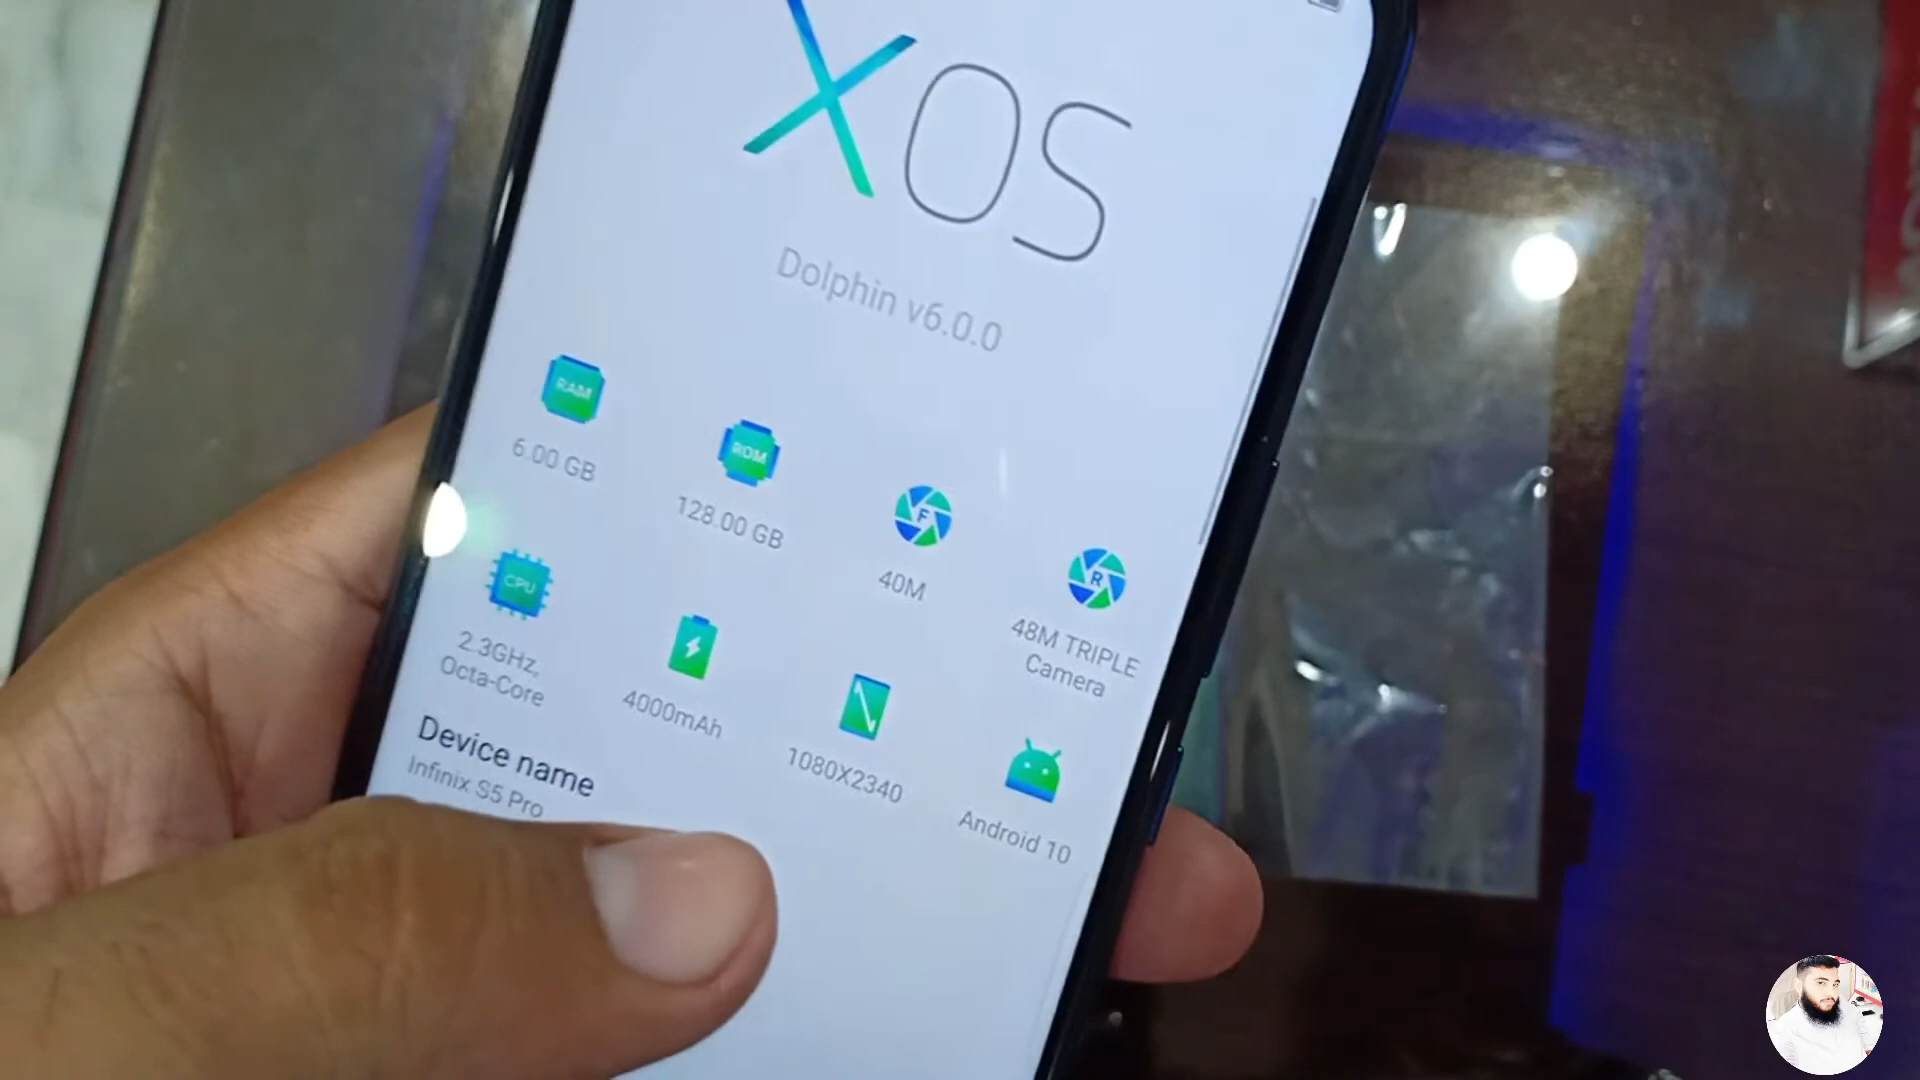 XOS
Dolphin v6.0.0
RAM
6.00 GB
ROM
128.00 GB
F
40M
R
48M TRIPLE
Camera
CPU
2.3GHz,
Octa-Core
4000mAh
1080X2340
Android 10
Device name
Infinix S5 Pro